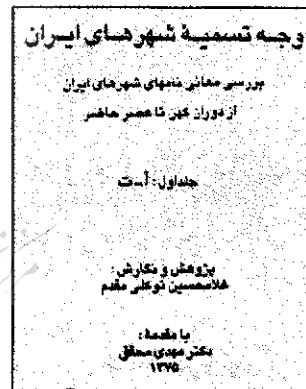 وجه تسمیهٔ شهرهای ایران
بررسی معانی نامهای شهرهای ایران
از دوران کهن تا عصر حاضر
جلد اول: آ-ت
پژوهش و نگارش:
غلامحسین توکلی مقدم
با مقدمهٔ:
دکتر مهدی محقق
۱۳۷۵